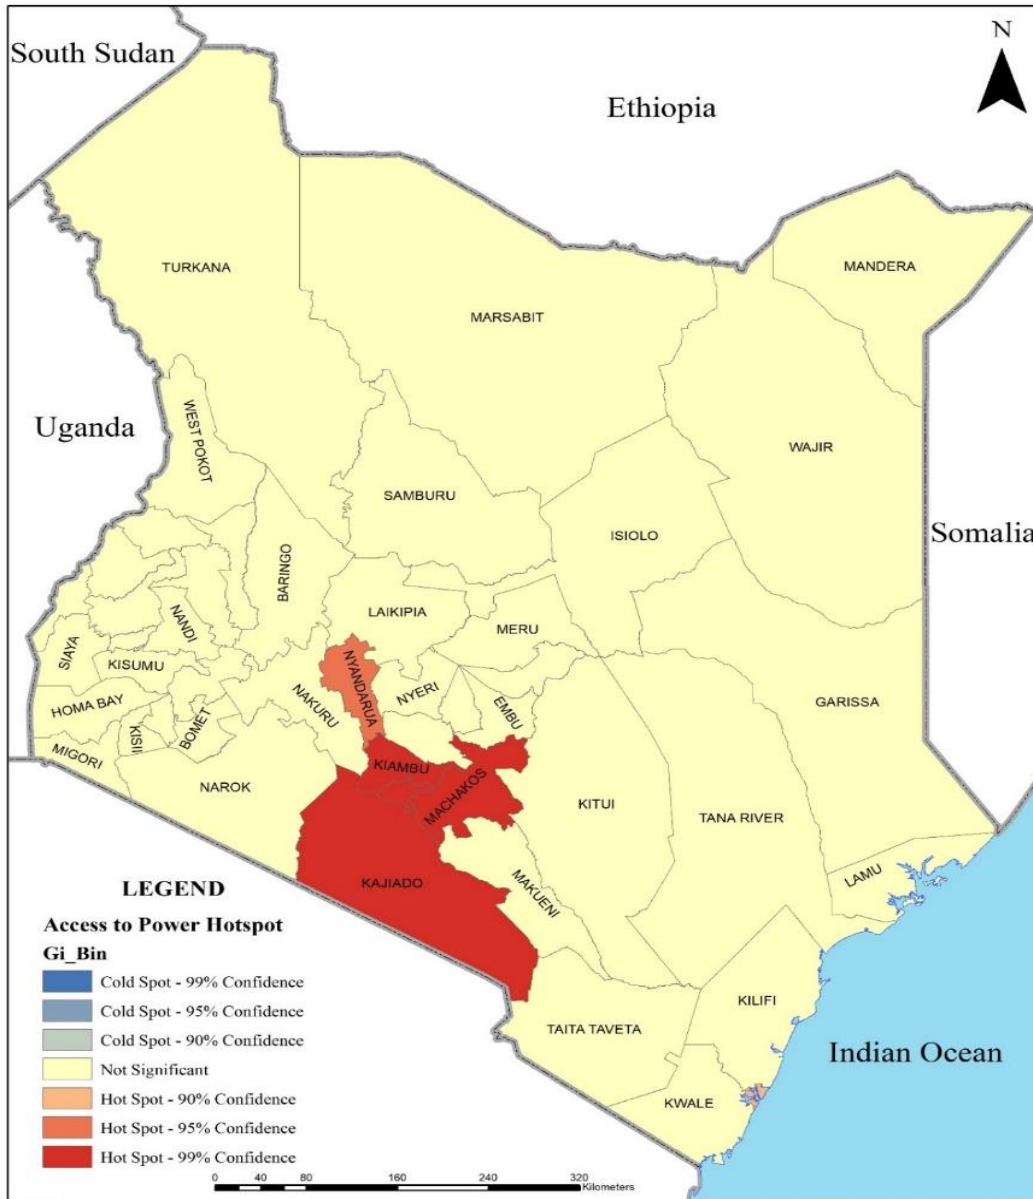 South Sudan
Ethiopia
N
MANDERA
TURKANA
MARSABIT
Uganda
WEST POKOT
WAJIR
SAMBURU
ISIOLO
Somalia
BARINGO
LAIKIPIA
MERU
NANDI
SIAYA
KISUMU
NYANDARUA
NYERI
HOMA BAY
NAKURU
EMBU
GARISSA
KISII
BOMET
MIGORI
KIAMBU
NAROK
MACHAKOS
KITUI
TANA RIVER
LAMU
KAJIADO
MAKUENI
LEGEND
Access to Power Hotspot
Gi_Bin
Cold Spot - 99% Confidence
Cold Spot - 95% Confidence
Cold Spot - 90% Confidence
Not Significant
Hot Spot - 90% Confidence
Hot Spot - 95% Confidence
Hot Spot - 99% Confidence
KILIFI
TAITA TAVETA
Indian Ocean
KWALE
0 40 80 160 240 320
Kilometers